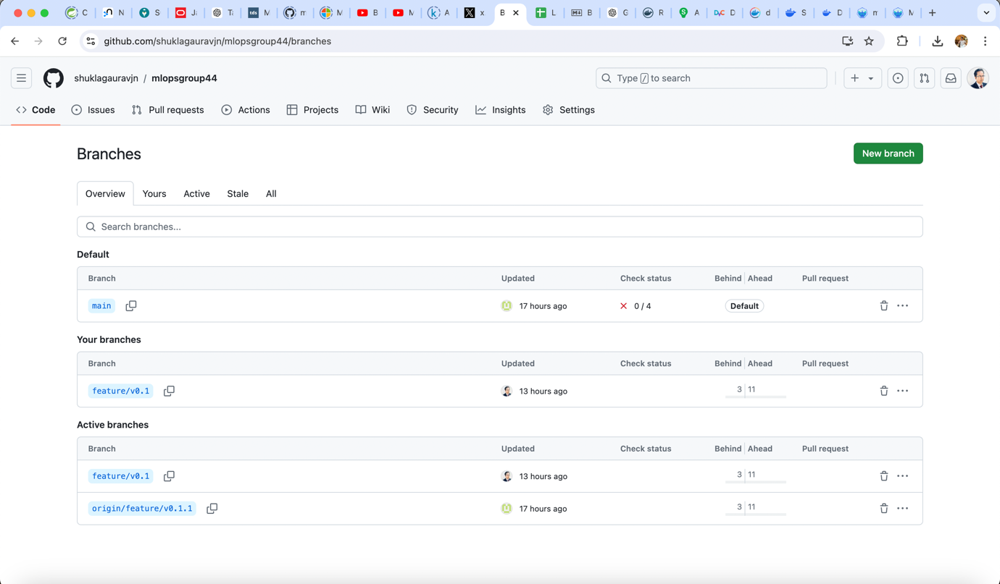 C
N
S
Ja
Ta
tds M
m
M
B
M
A
x
B
L
B
G
R
A
DVC D
d
S
D
m
M
github.com/shuklagauravjn/mlopsgroup44/branches
shuklagauravjn / mlopsgroup44
Type / to search
Code Issues Pull requests Actions Projects Wiki Security Insights Settings
Branches
New branch
Overview Yours Active Stale All
Search branches...
Default
Branch Updated Check status Behind Ahead Pull request
main 17 hours ago 0 / 4 Default
Your branches
Branch Updated Check status Behind Ahead Pull request
feature/v0.1 13 hours ago 3 11
Active branches
Branch Updated Check status Behind Ahead Pull request
feature/v0.1 13 hours ago 3 11
origin/feature/v0.1.1 17 hours ago 3 11